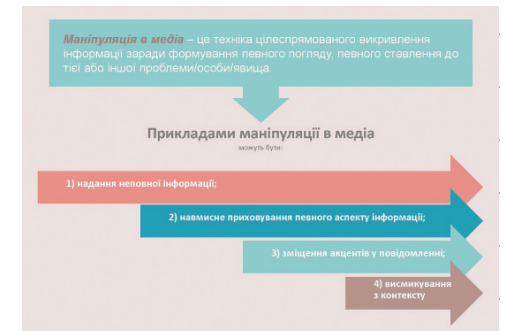 Маніпуляція в медіа – це техніка цілеспрямованого викривлення
інформації заради формування певного погляду, певного ставлення до
тієї або іншої проблеми/особи/явища.
Прикладами маніпуляції в медіа
можуть бути:
1) надання неповної інформації;
2) навмисне приховування певного аспекту інформації;
3) зміщення акцентів у повідомленні;
4) висмикування
з контексту